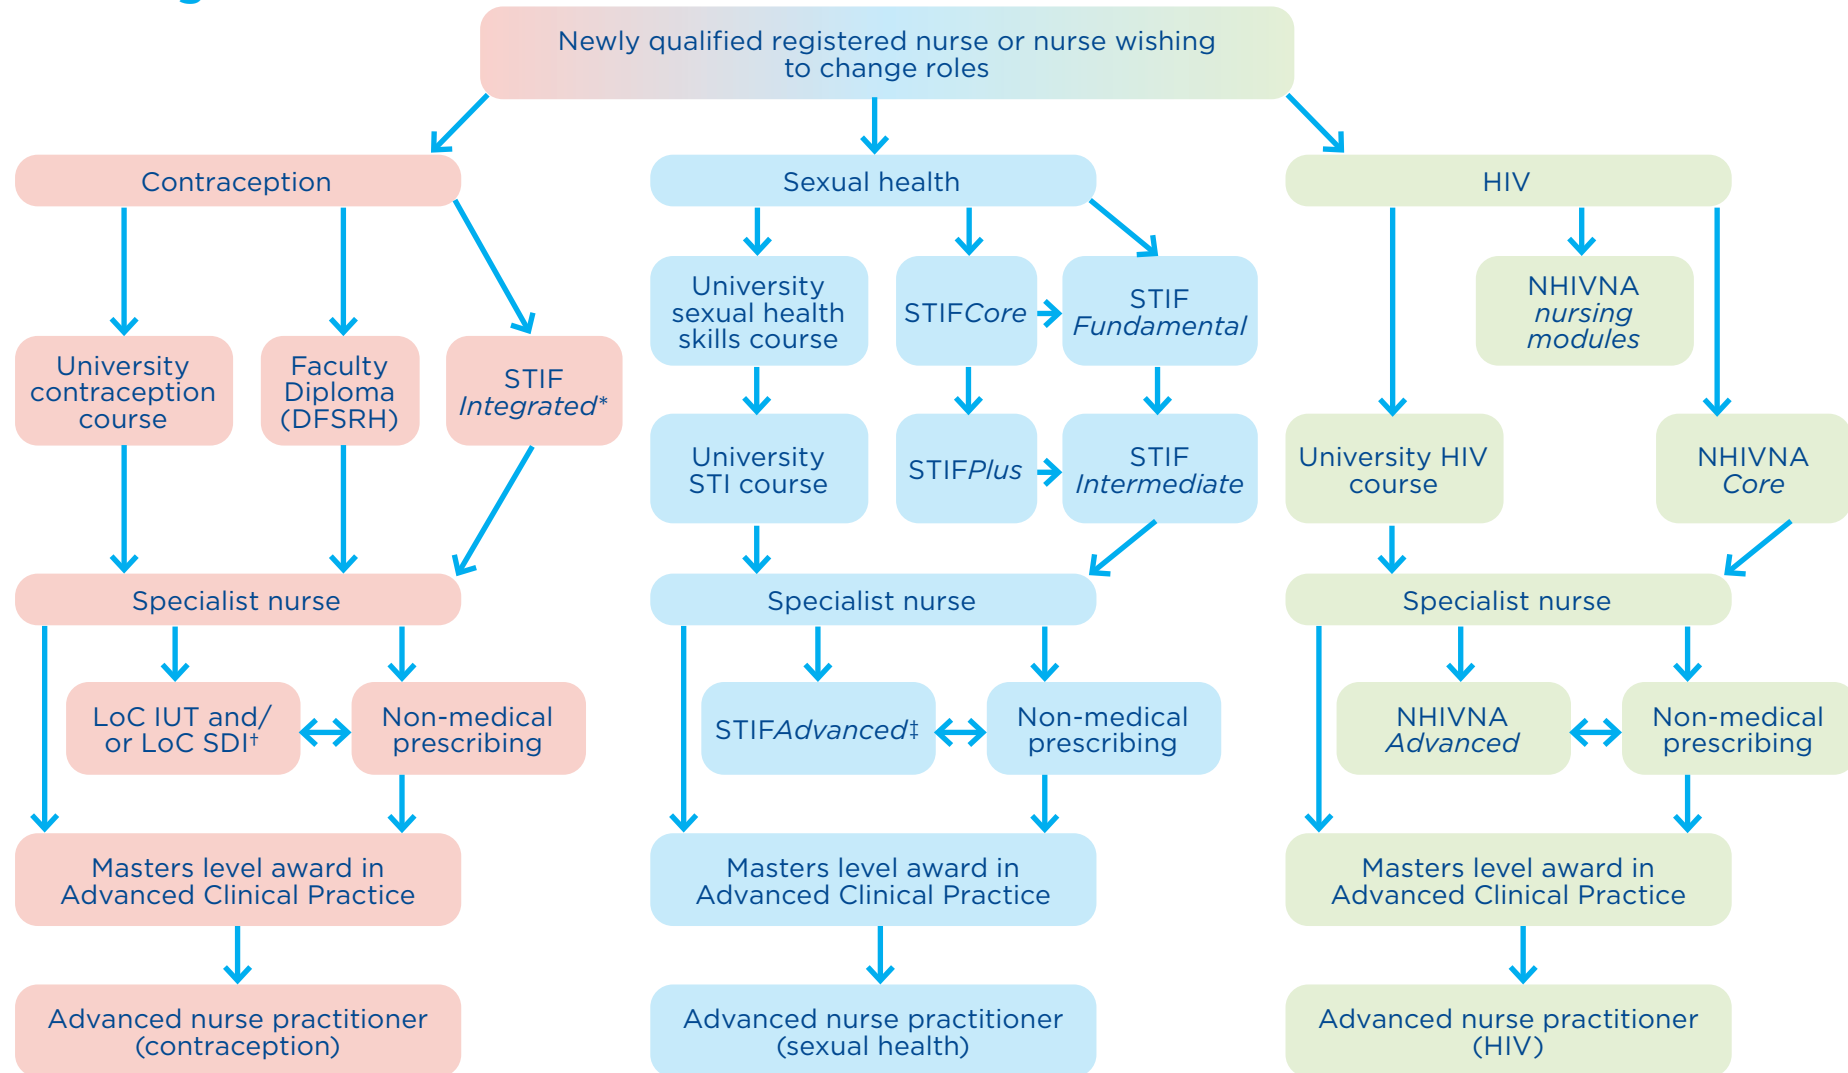 Newly qualified registered nurse or nurse wishing
to change roles
Contraception
Sexual health
HIV
University
contraception
course
Faculty
Diploma
(DFSRH)
STIF
Integrated*
University
sexual health
skills course
STIFCore
STIF
Fundamental
University
STI course
STIFPlus
STIF
Intermediate
NHIVNA
nursing
modules
University HIV
course
NHIVNA
Core
Specialist nurse
Specialist nurse
Specialist nurse
LoC IUT and/
or LoC SDI†
Non-medical
prescribing
STIFAdvanced‡
Non-medical
prescribing
NHIVNA
Advanced
Non-medical
prescribing
Masters level award in
Advanced Clinical Practice
Masters level award in
Advanced Clinical Practice
Masters level award in
Advanced Clinical Practice
Advanced nurse practitioner
(contraception)
Advanced nurse practitioner
(sexual health)
Advanced nurse practitioner
(HIV)